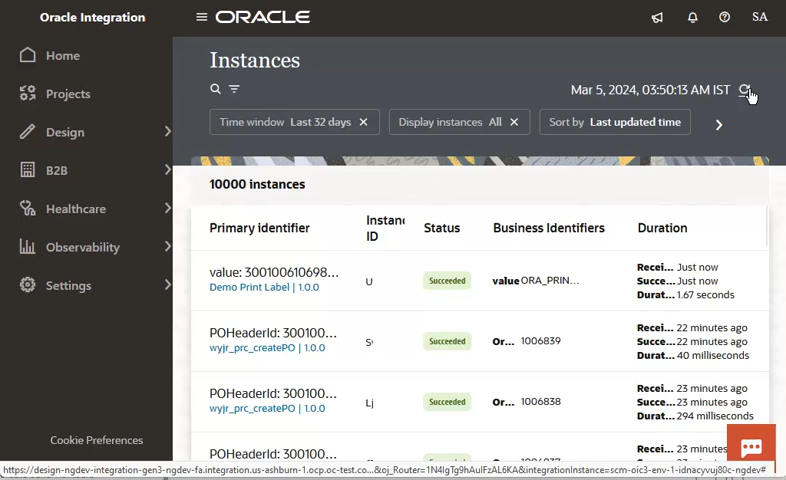 Oracle Integration
ORACLE
SA
Home
Projects
Design
B2B
Healthcare
Observability
Settings
Cookie Preferences
Instances
Mar 5, 2024, 03:50:13 AM IST
Time window Last 32 days
Display instances All
Sort by Last updated time
10000 instances
Primary identifier
Instanc
ID
Status
Business Identifiers
Duration
value: 300100610698...
Demo Print Label | 1.0.0
U
Succeeded
value ORA_PRIN...
Recei... Just now
Succe... Just now
Durat... 1.67 seconds
POHeaderId: 300100...
wyjr_prc_createPO | 1.0.0
Succeeded
Or... 1006839
Recei... 22 minutes ago
Succe... 22 minutes ago
Durat... 40 milliseconds
POHeaderId: 300100...
wyjr_prc_createPO | 1.0.0
Lj
Succeeded
Or... 1006838
Recei... 23 minutes ago
Succe... 23 minutes ago
Durat... 294 milliseconds
POHeaderId: 300100...
Recei... 23 minutes